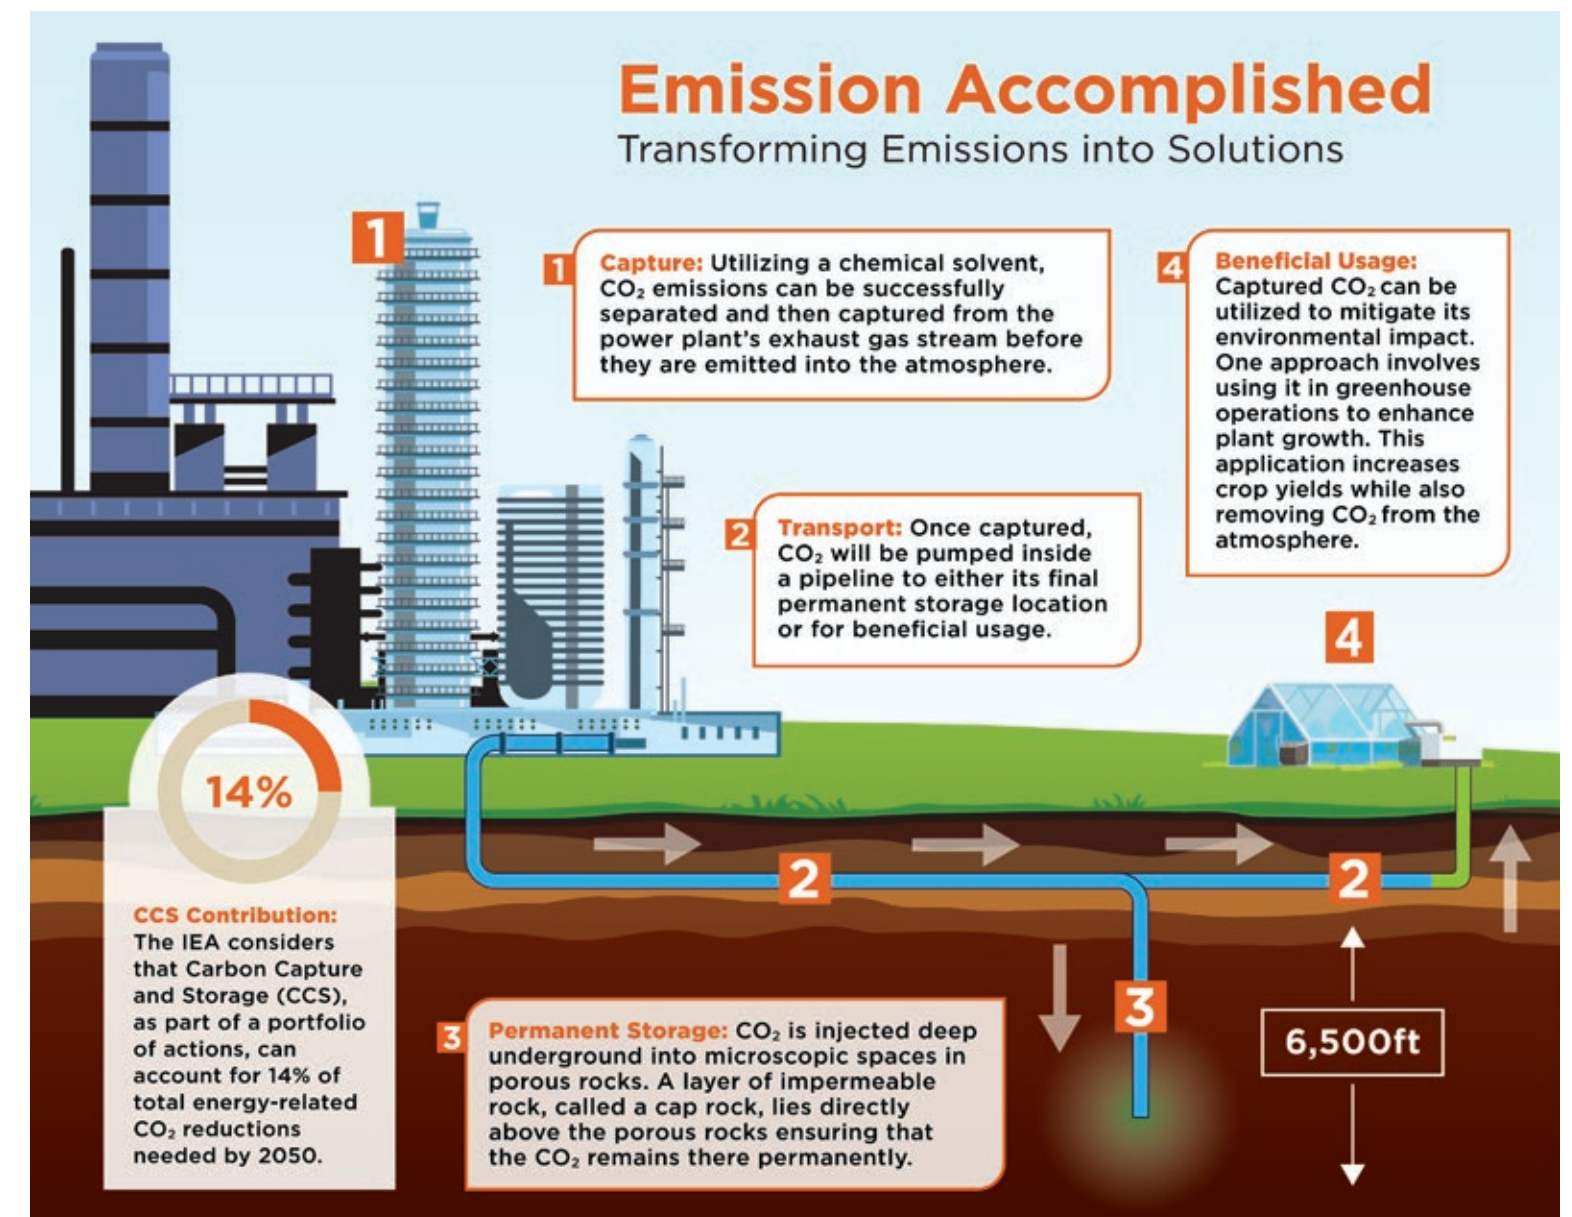 Emission Accomplished
Transforming Emissions into Solutions
1
1
Capture: Utilizing a chemical solvent,
CO₂ emissions can be successfully
separated and then captured from the
power plant's exhaust gas stream before
they are emitted into the atmosphere.
4
Beneficial Usage:
Captured CO₂ can be
utilized to mitigate its
environmental impact.
One approach involves
using it in greenhouse
operations to enhance
plant growth. This
application increases
crop yields while also
removing CO₂ from the
atmosphere.
2
Transport: Once captured,
CO₂ will be pumped inside
a pipeline to either its final
permanent storage location
or for beneficial usage.
4
14%
CCS Contribution:
The IEA considers
that Carbon Capture
and Storage (CCS),
as part of a portfolio
of actions, can
account for 14% of
total energy-related
CO₂ reductions
needed by 2050.
2
2
3
Permanent Storage: CO₂ is injected deep
underground into microscopic spaces in
porous rocks. A layer of impermeable
rock, called a cap rock, lies directly
above the porous rocks ensuring that
the CO₂ remains there permanently.
3
6,500ft